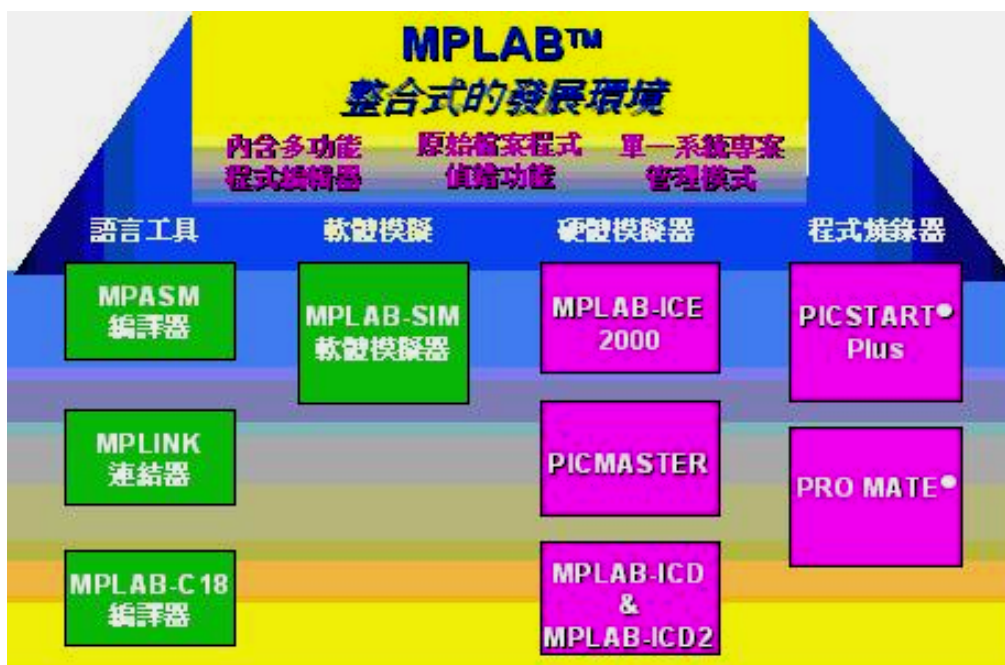 MPLAB™
整合式的發展環境
內含多功能
程式編輯器
原始檔案程式
偵錯功能
單一系統專案
管理模式
語言工具
軟體模擬
硬體模擬器
程式燒錄器
MPASM
編譯器
MPLINK
連結器
MPLAB-C18
編譯器
MPLAB-SIM
軟體模擬器
MPLAB-ICE
2000
PICMASTER
MPLAB-ICD
&
MPLAB-ICD2
PICSTART®
Plus
PRO MATE®